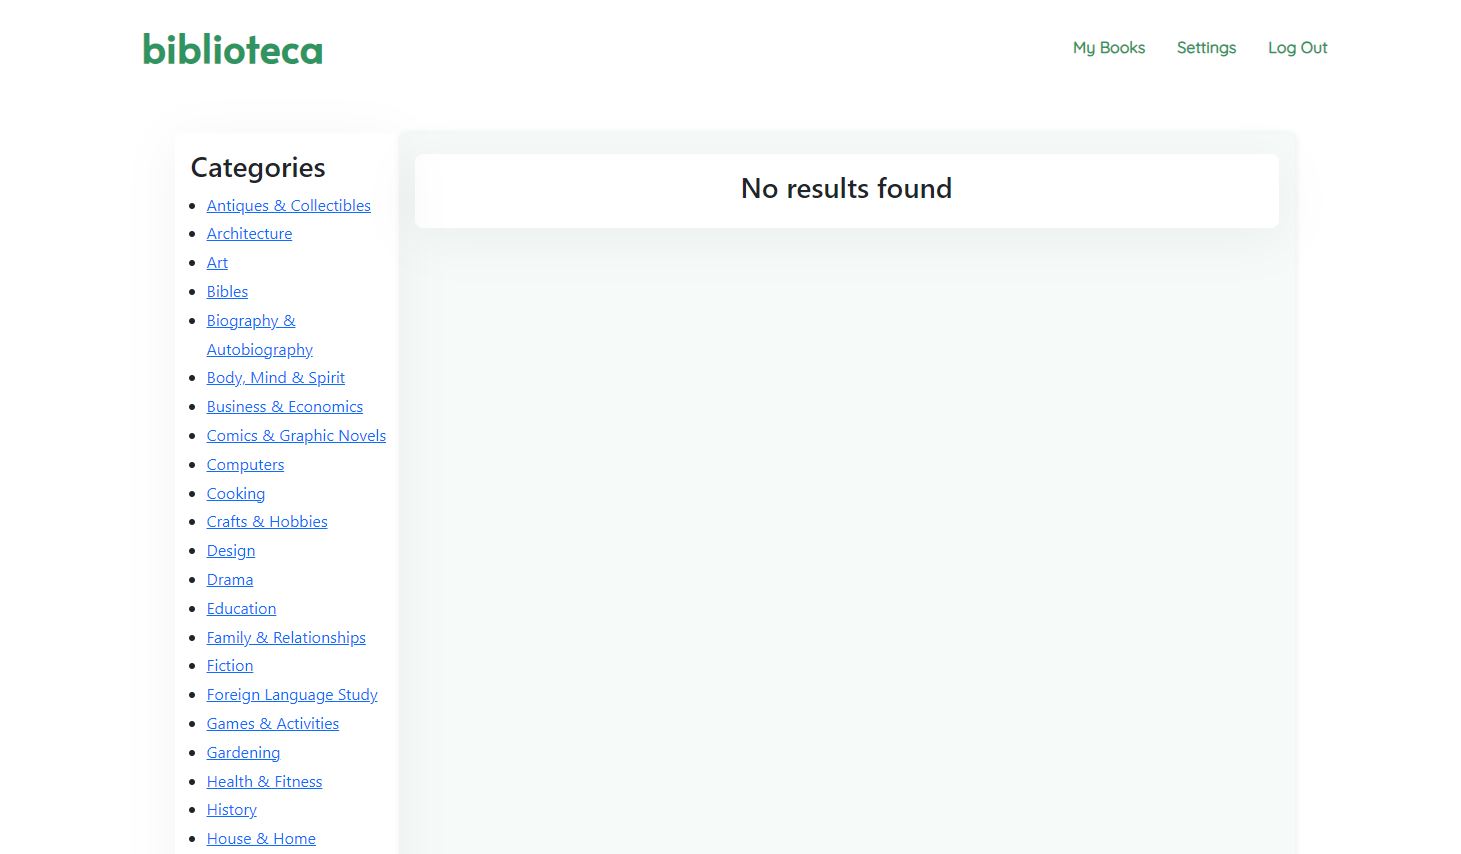 biblioteca
My Books
Settings
Log Out
Categories
Antiques & Collectibles
Architecture
Art
Bibles
Biography &
Autobiography
Body, Mind & Spirit
Business & Economics
Comics & Graphic Novels
Computers
Cooking
Crafts & Hobbies
Design
Drama
Education
Family & Relationships
Fiction
Foreign Language Study
Games & Activities
Gardening
Health & Fitness
History
House & Home
No results found